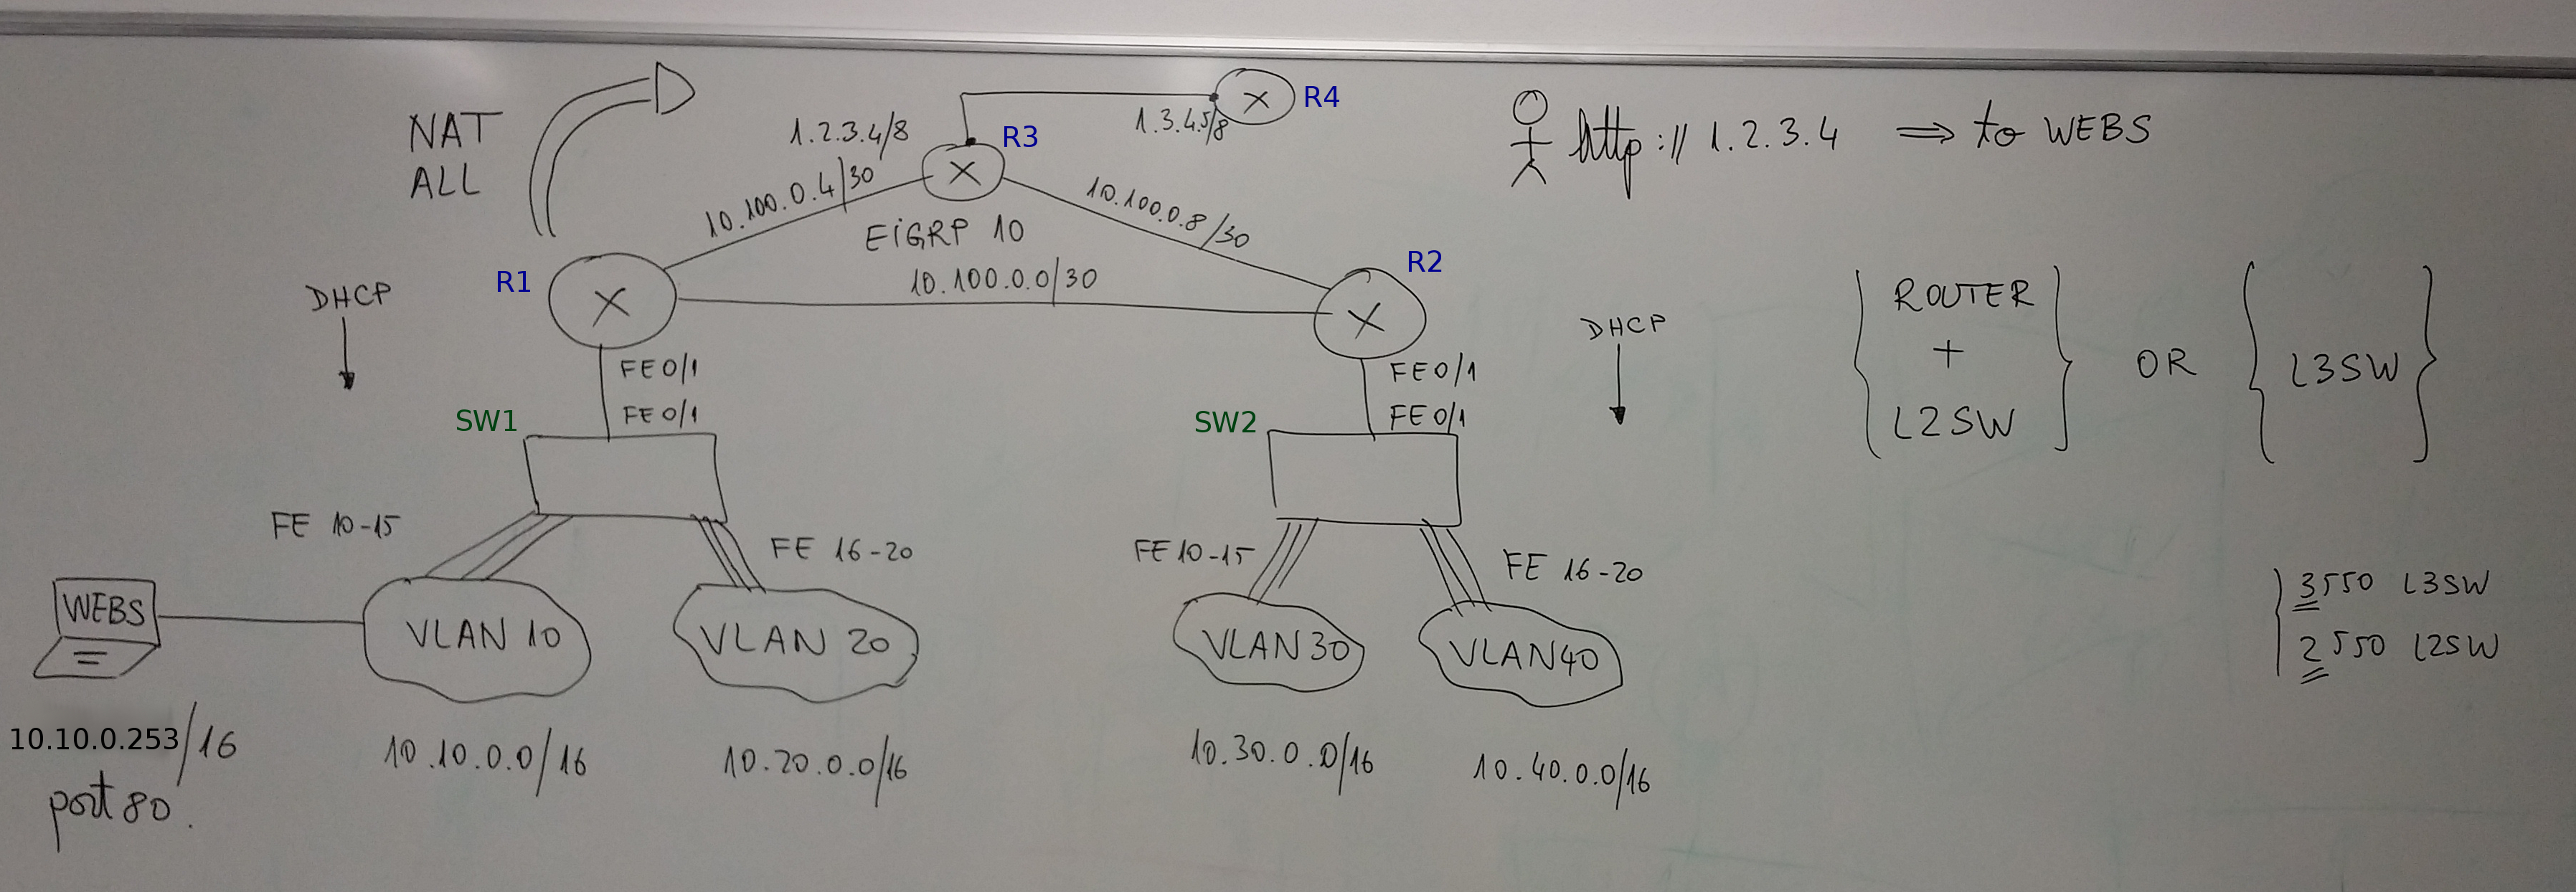 NAT
ALL
1.2.3.4/8
R3
1.3.4.5/8
R4
http://1.2.3.4 ⇒ to WEBS
10.100.0.4/30
10.100.0.8/30
EiGRP 10
10.100.0.0/30
R1
R2
DHCP
DHCP
FE0/1
FE0/1
SW1
FE0/1
FE0/1
SW2
ROUTER
+
L2SW
OR
L3SW
FE 10-15
FE 16-20
FE 10-15
FE 16-20
WEBS
VLAN 10
VLAN 20
VLAN 30
VLAN40
3550 L3SW
2550 L2SW
10.10.0.253/16
port 80.
10.10.0.0/16
10.20.0.0/16
10.30.0.0/16
10.40.0.0/16